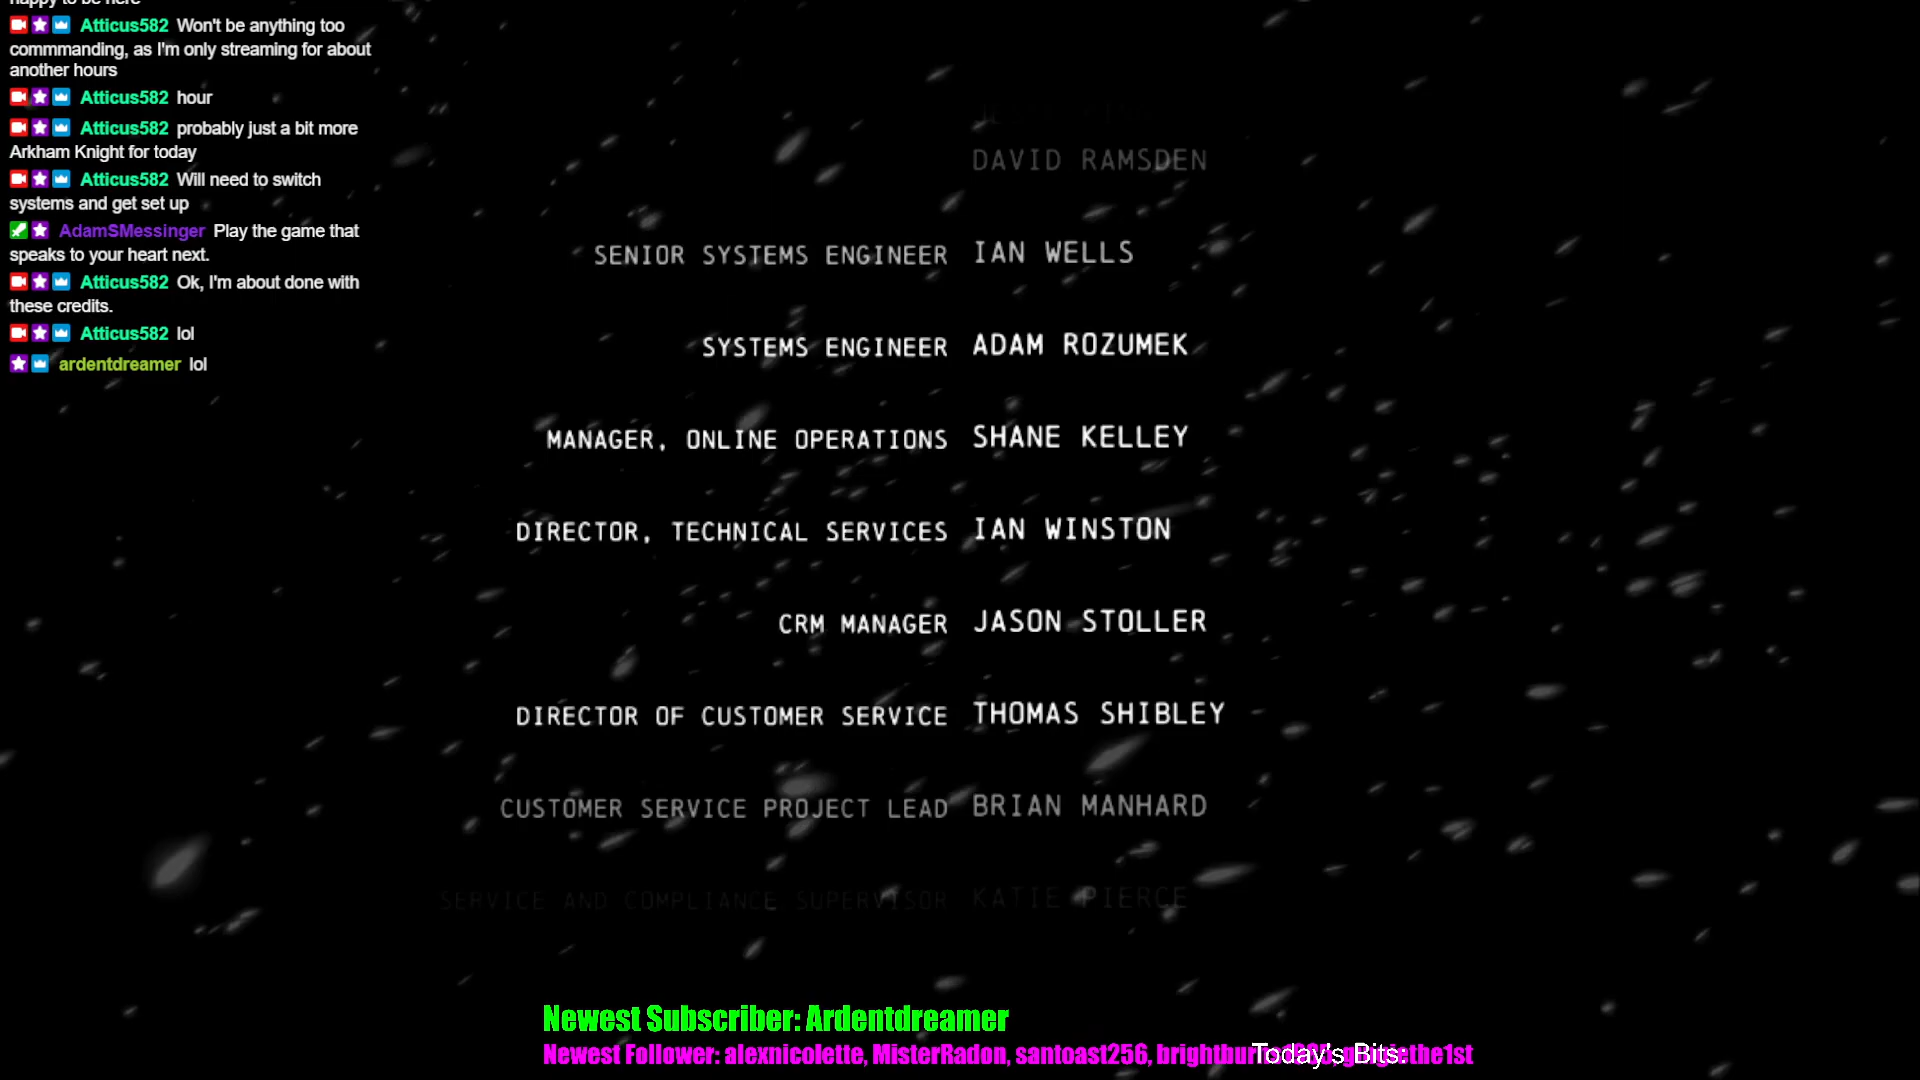 happy to be here
Atticus582 Won't be anything too
commmanding, as I'm only streaming for about
another hours
Atticus582 hour
Atticus582 probably just a bit more
Arkham Knight for today
Atticus582 Will need to switch
systems and get set up
AdamSMessinger Play the game that
speaks to your heart next.
Atticus582 Ok, I'm about done with
these credits.
Atticus582 lol
ardentdreamer lol
DAVID RAMSDEN
SENIOR SYSTEMS ENGINEER IAN WELLS
SYSTEMS ENGINEER ADAM ROZUMEK
MANAGER, ONLINE OPERATIONS SHANE KELLEY
DIRECTOR, TECHNICAL SERVICES IAN WINSTON
CRM MANAGER JASON STOLLER
DIRECTOR OF CUSTOMER SERVICE THOMAS SHIBLEY
CUSTOMER SERVICE PROJECT LEAD BRIAN MANHARD
SERVICE AND COMPLIANCE SUPERVISOR KATIE PIERCE
Newest Subscriber: Ardentdreamer
Newest Follower: alexnicolette, MisterRadon, santoast256,
Today's Bits: